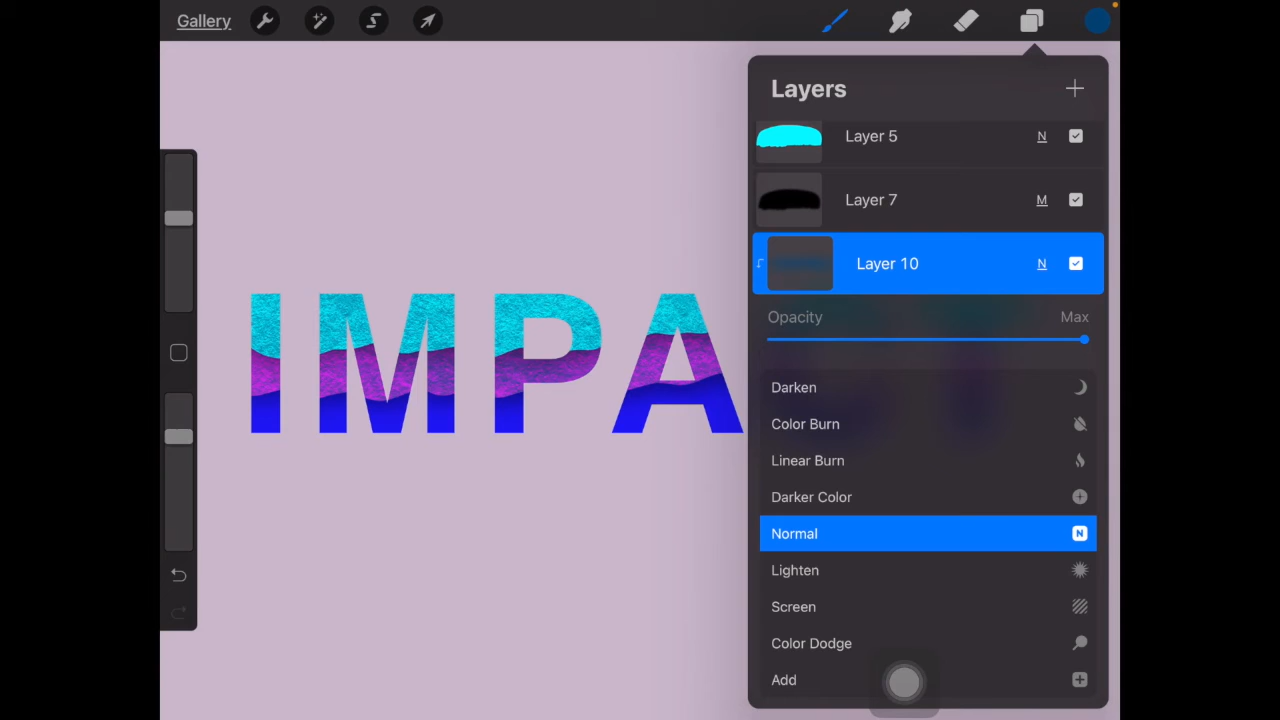 Gallery
Layers
Layer 5 N
Layer 7 M
Layer 10 N
Opacity Max
IMPA
Darken
Color Burn
Linear Burn
Darker Color
Normal N
Lighten
Screen
Color Dodge
Add